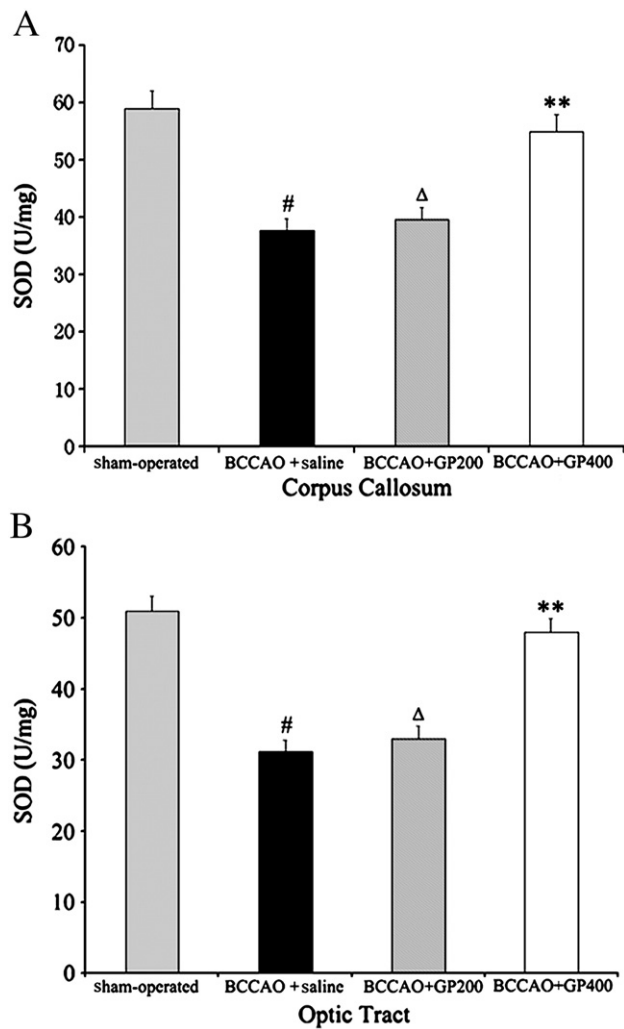 A
70
60
50
40
30
20
10
0
SOD (U/mg)
#
Δ
**
sham-operated BCCAO + saline BCCAO+GP200 BCCAO+GP400
Corpus Callosum
B
60
50
40
30
20
10
0
SOD (U/mg)
#
Δ
**
sham-operated BCCAO + saline BCCAO+GP200 BCCAO+GP400
Optic Tract